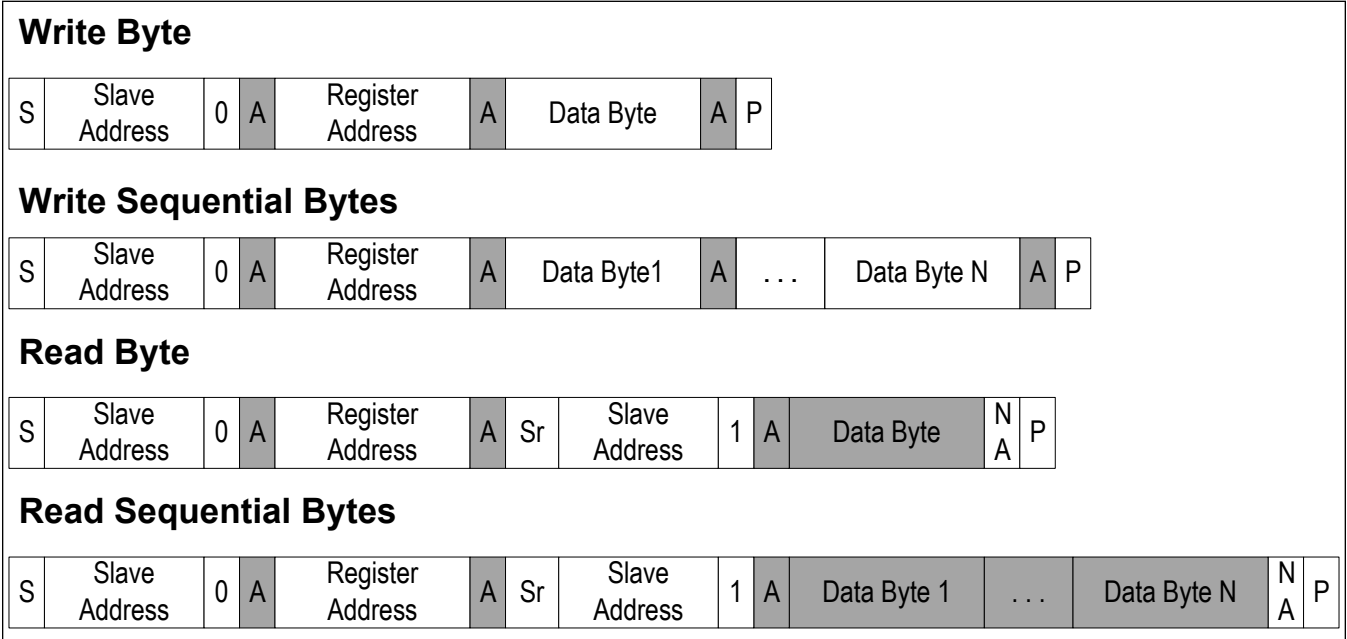 Write Byte
S Slave Address 0 A Register Address A Data Byte A P
Write Sequential Bytes
S Slave Address 0 A Register Address A Data Byte1 A . . . Data Byte N A P
Read Byte
S Slave Address 0 A Register Address A Sr Slave Address 1 A Data Byte NA P
Read Sequential Bytes
S Slave Address 0 A Register Address A Sr Slave Address 1 A Data Byte 1 . . . Data Byte N NA P